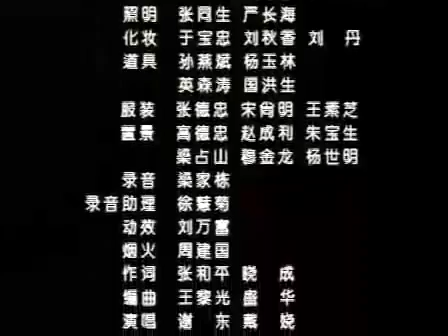 照明 张同生 严长海
化妆 于宝忠 刘秋香 刘 丹
道具 孙燕斌 杨玉林
英森涛 国洪生
服装 张德忠 宋尚明 王素芝
置景 高德忠 赵成利 朱宝生
梁占山 穆金龙 杨世明
录音 梁家栋
录音助理 徐慧菊
动效 刘万富
烟火 周建国
作词 张和平 晓 成
编曲 王黎光 盛 华
演唱 谢 东 戴 娆